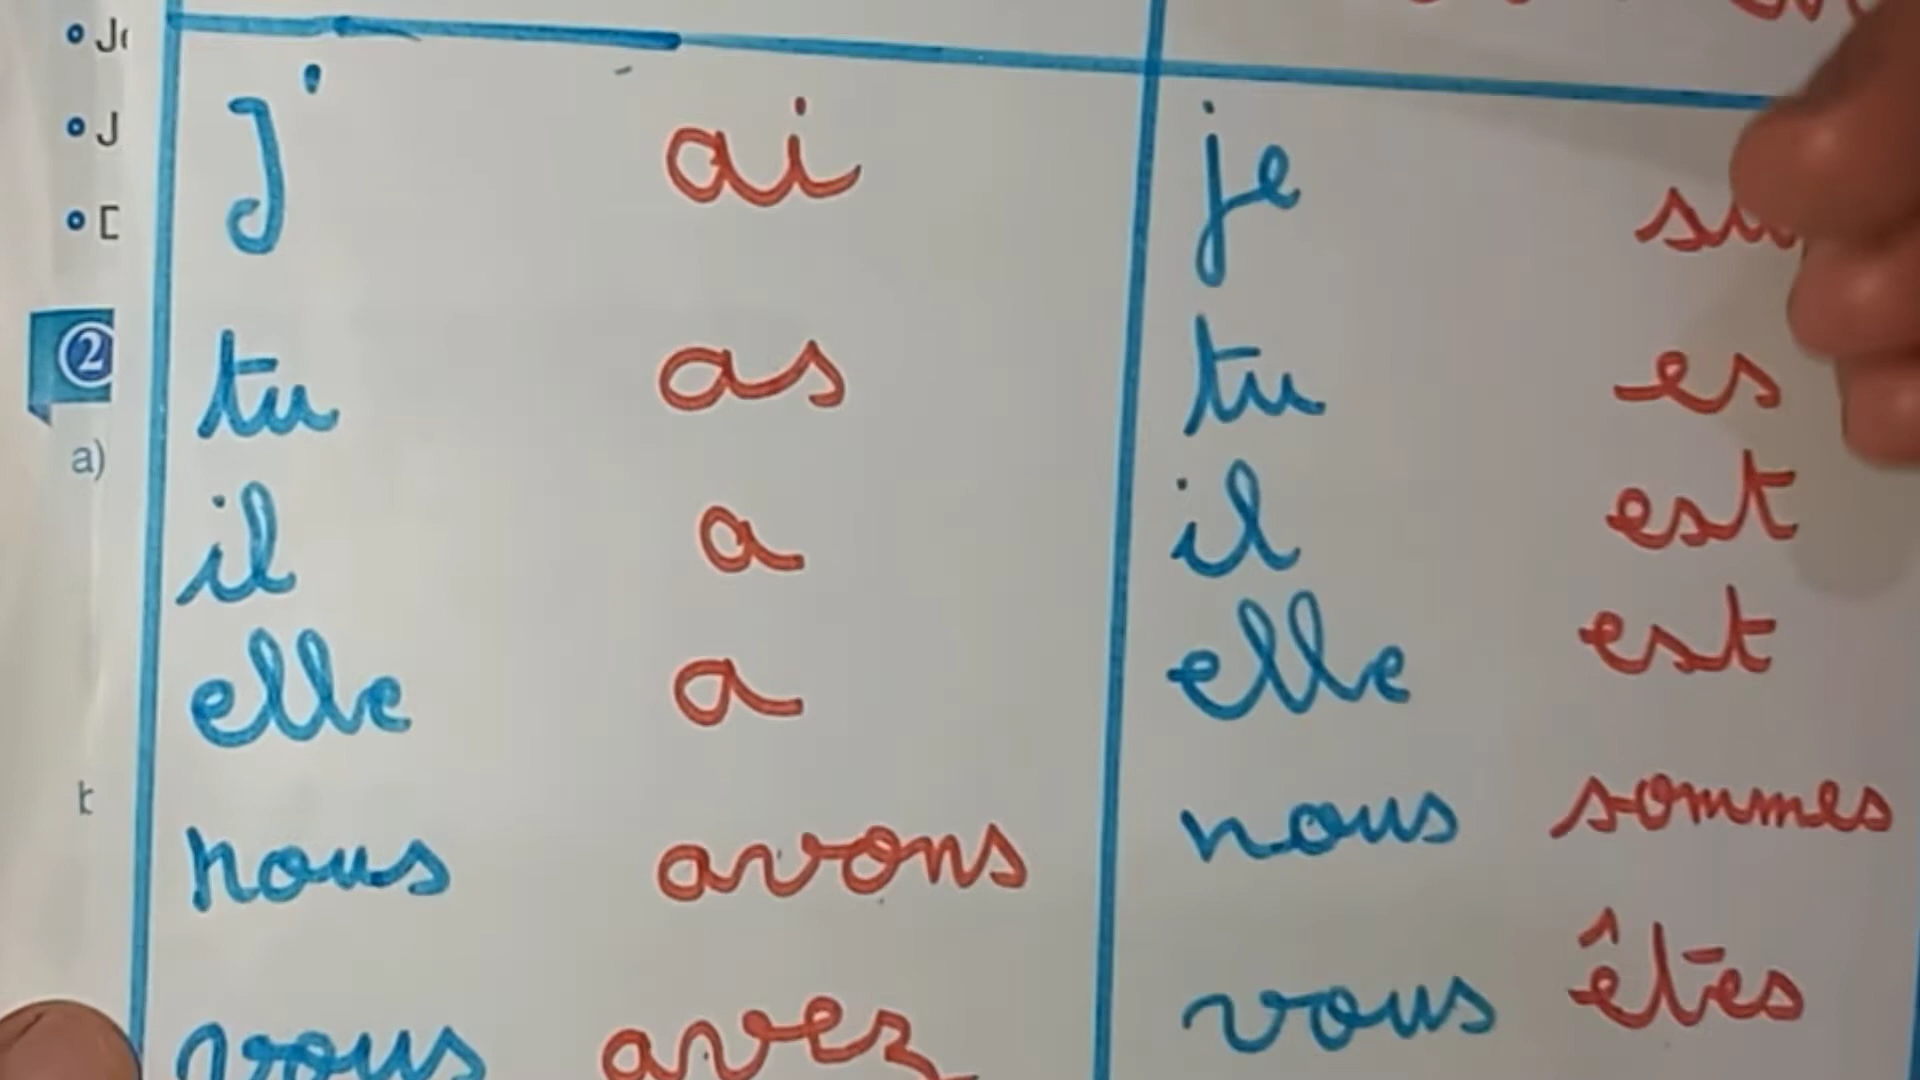 j' ai je
tu as tu es
il a il est
elle a elle est
nous avons nous sommes
vous avez vous êtes
2
a)